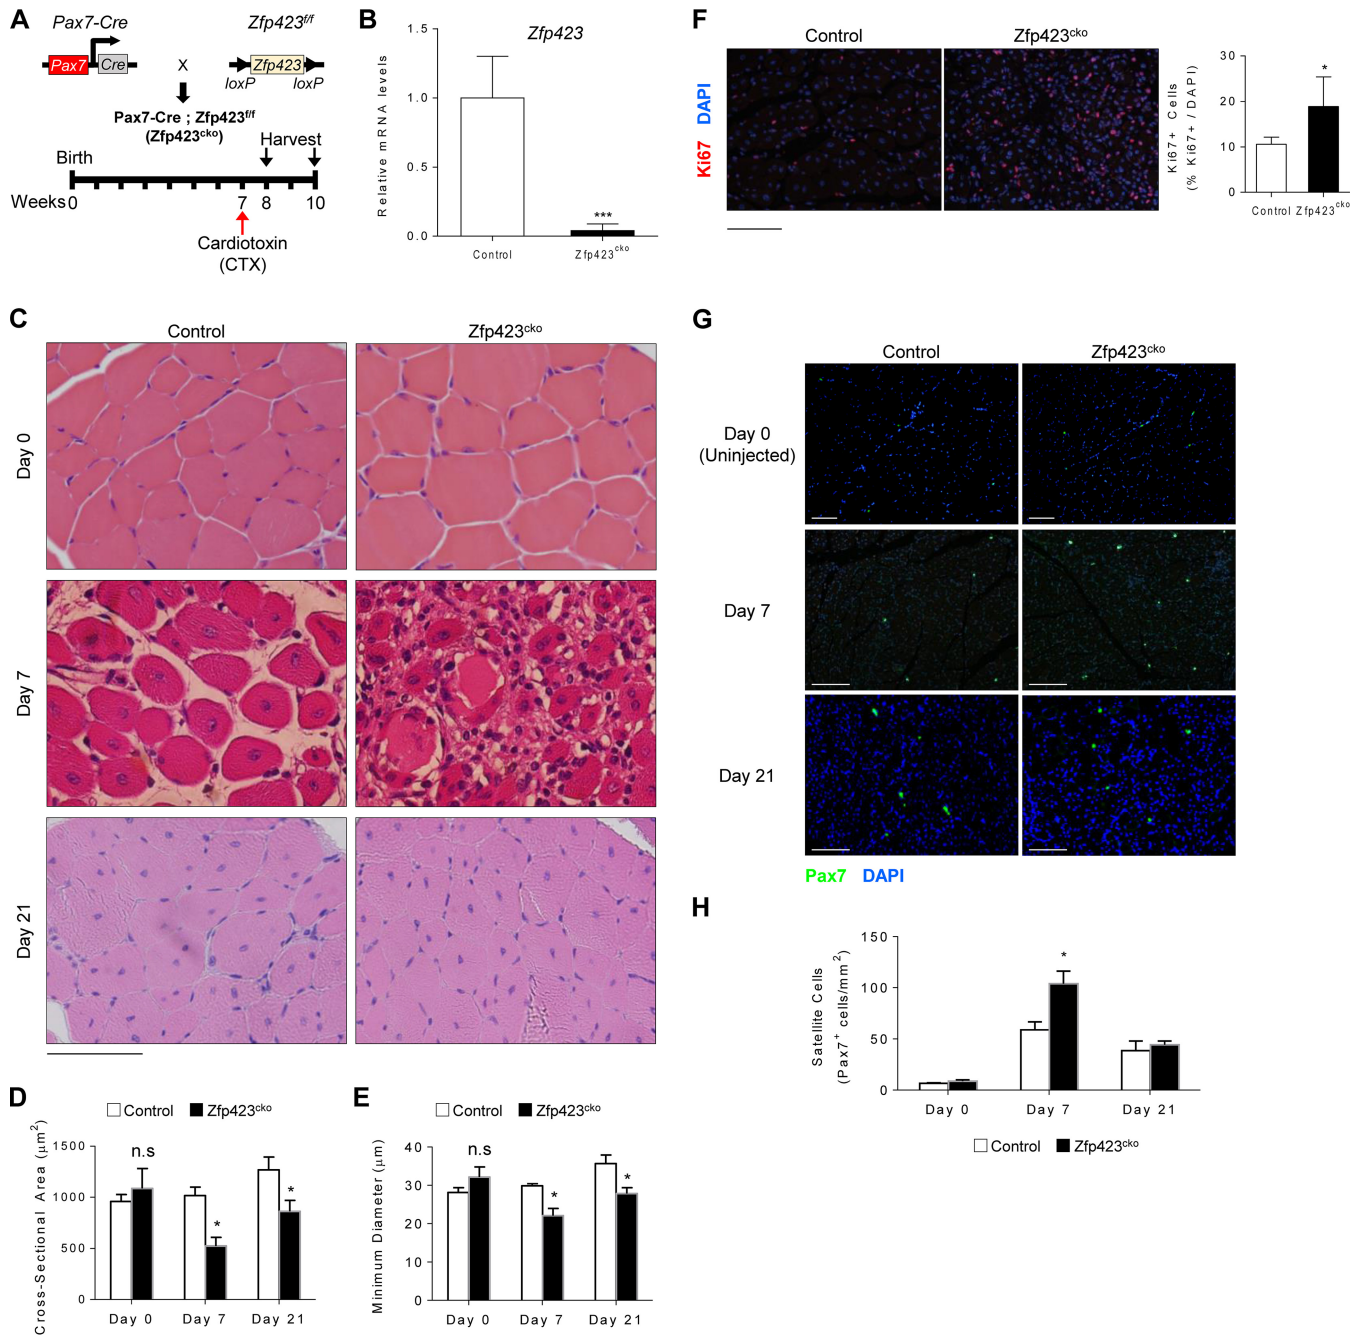 A
Pax7-Cre
Zfp423f/f
Pax7
Cre
X
Zfp423
loxP
loxP
Pax7-Cre ; Zfp423f/f
(Zfp423cko)
Birth
Harvest
Weeks
0
7
8
10
Cardiotoxin
(CTX)
B
Zfp423
Relative mRNA levels
1.5
1.0
0.5
0.0
***
Control
Zfp423cko
C
Control
Zfp423cko
Day 0
Day 7
Day 21
D
Control
Zfp423cko
Cross-Sectional Area (µm2)
1500
1000
500
0
n.s
*
*
Day 0
Day 7
Day 21
E
Control
Zfp423cko
Minimum Diameter (µm)
40
30
20
10
0
n.s
*
*
Day 0
Day 7
Day 21
F
Control
Zfp423cko
Ki67 DAPI
Ki67+ Cells
(% Ki67+ / DAPI)
30
20
10
0
*
Control
Zfp423cko
G
Control
Zfp423cko
Day 0
(Uninjected)
Day 7
Day 21
Pax7 DAPI
H
Satellite Cells
(Pax7+ cells/mm2)
150
100
50
0
*
Day 0
Day 7
Day 21
Control
Zfp423cko